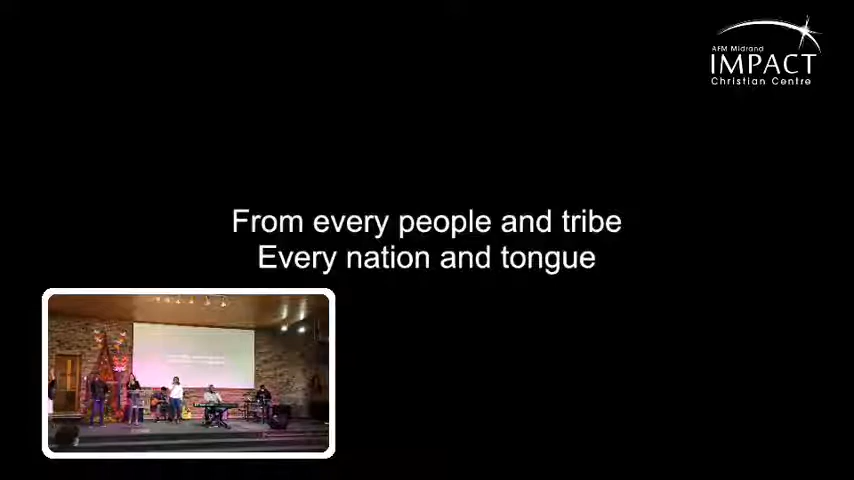 AFM Midrand
IMPACT
Christian Centre
From every people and tribe
Every nation and tongue